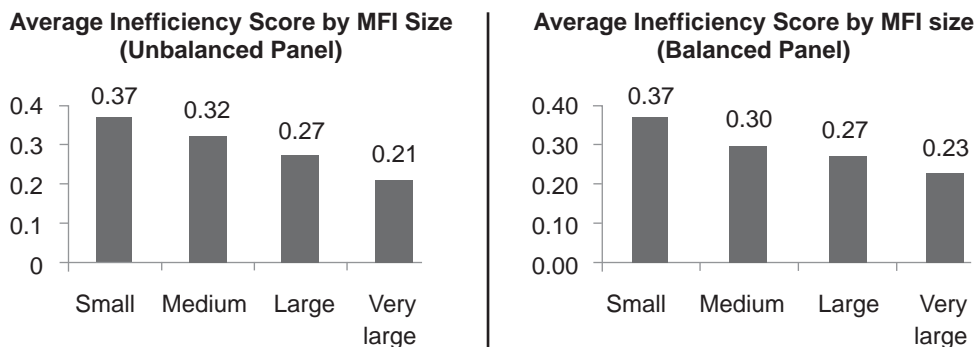 Average Inefficiency Score by MFI Size
(Unbalanced Panel)
0.4
0.3
0.2
0.1
0
0.37
0.32
0.27
0.21
Small Medium Large Very
large
Average Inefficiency Score by MFI size
(Balanced Panel)
0.40
0.30
0.20
0.10
0.00
0.37
0.30
0.27
0.23
Small Medium Large Very
large